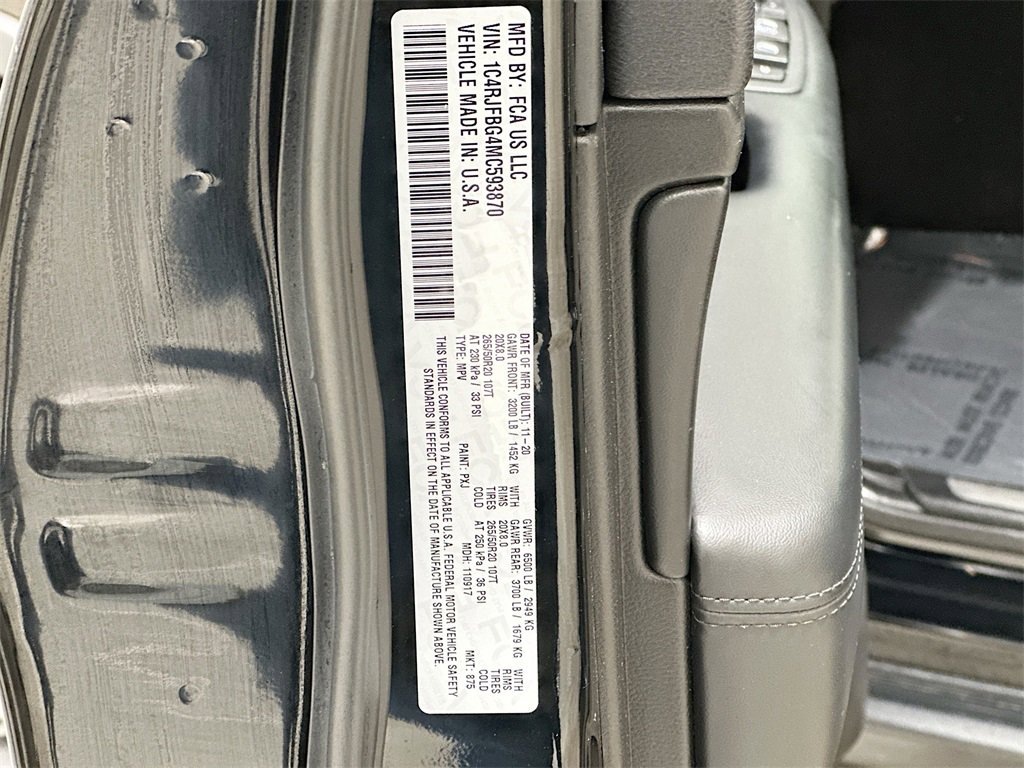 MFD BY: FCA US LLC
VIN: 1C4RJFBG4MC593870
VEHICLE MADE IN: U.S.A.
DATE OF MFR (BUILT): 11-20 GVWR: 6500 LB / 2949 KG
GAWR FRONT: 3200 LB / 1452 KG WITH GAWR REAR: 3700 LB / 1679 KG WITH
20X8.0 RIMS 20X8.0 RIMS
265/50R20 107T TIRES 265/50R20 107T TIRES
AT 230 kPa / 33 PSI COLD AT 250 kPa / 36 PSI COLD
TYPE: MPV PAINT: PXJ MDH: 110917 MKT: 875
THIS VEHICLE CONFORMS TO ALL APPLICABLE U.S.A. FEDERAL MOTOR VEHICLE SAFETY
STANDARDS IN EFFECT ON THE DATE OF MANUFACTURE SHOWN ABOVE.